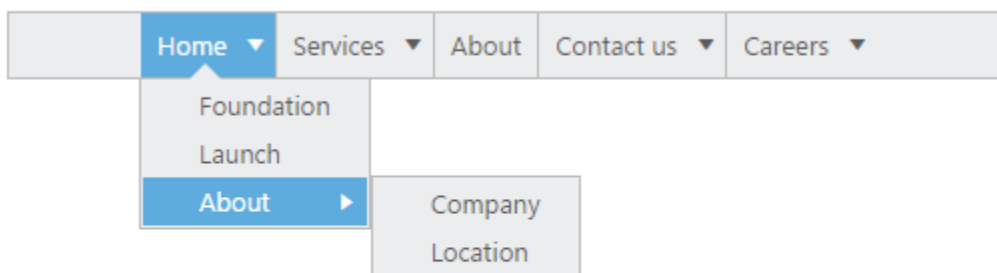 Home Services About Contact us Careers
Foundation
Launch
About
Company
Location